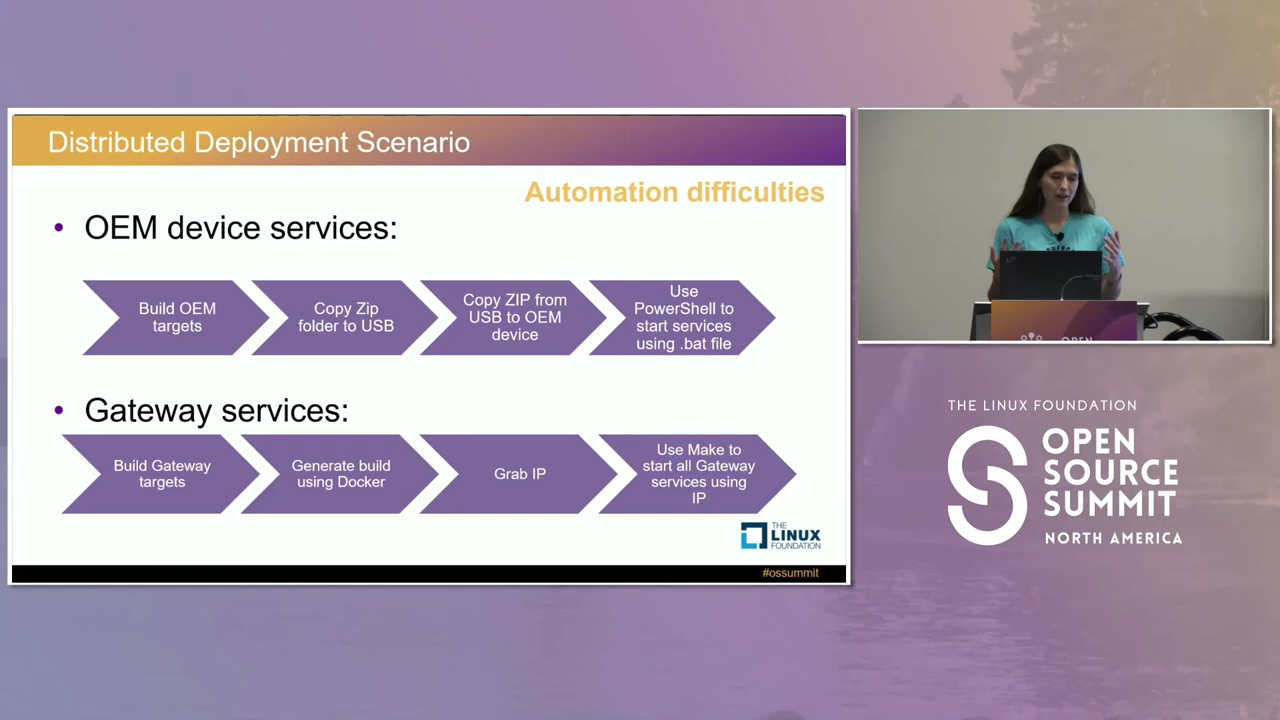 Distributed Deployment Scenario
Automation difficulties
• OEM device services:
Build OEM
targets
Copy Zip
folder to USB
Copy ZIP from
USB to OEM
device
Use
PowerShell to
start services
using .bat file
• Gateway services:
Build Gateway
targets
Generate build
using Docker
Grab IP
Use Make to
start all Gateway
services using
IP
THE
LINUX
FOUNDATION
#ossummit
OPEN
THE LINUX FOUNDATION
OPEN
SOURCE
SUMMIT
NORTH AMERICA